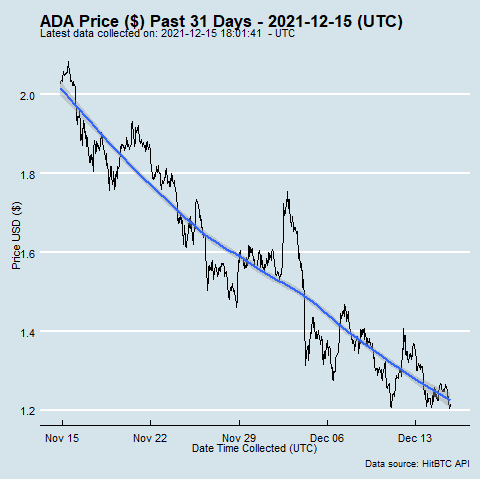 ADA Price ($) Past 31 Days - 2021-12-15 (UTC)
Latest data collected on: 2021-12-15 18:01:41 - UTC
Price USD ($)
2.0
1.8
1.6
1.4
1.2
Nov 15
Nov 22
Nov 29
Dec 06
Dec 13
Date Time Collected (UTC)
Data source: HitBTC API